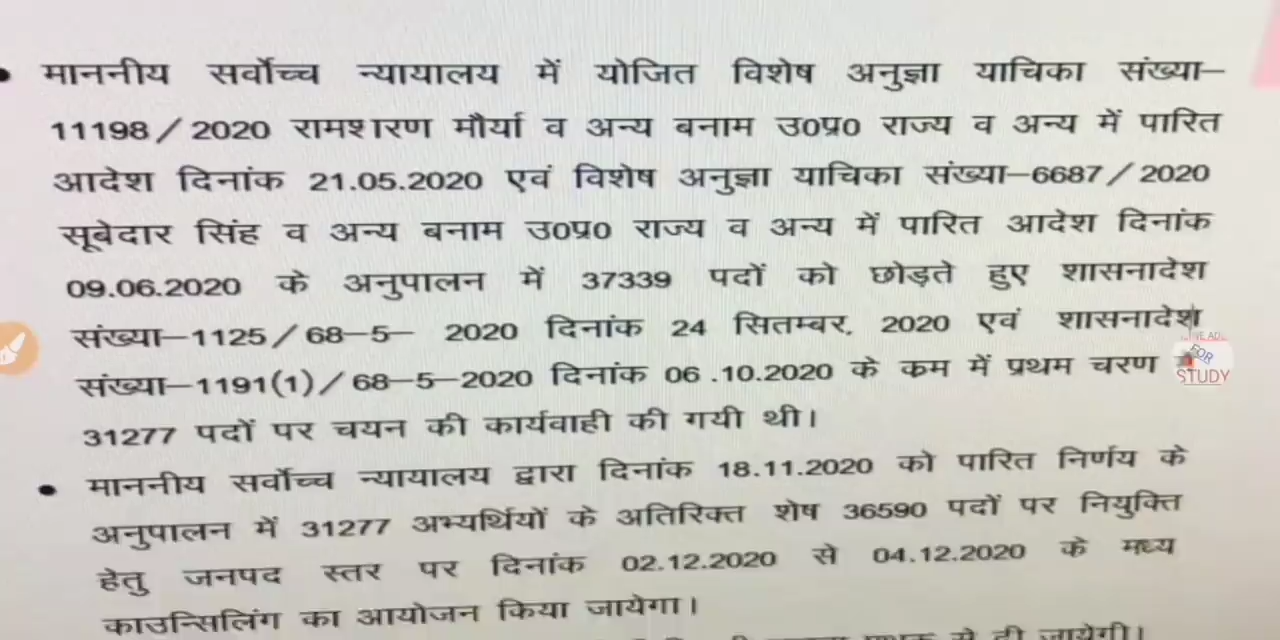 • माननीय सर्वोच्च न्यायालय में योजित विशेष अनुज्ञा याचिका संख्या–
11198/2020 रामशरण मौर्या व अन्य बनाम उ0प्र0 राज्य व अन्य में पारित
आदेश दिनांक 21.05.2020 एवं विशेष अनुज्ञा याचिका संख्या–6687/2020
सूबेदार सिंह व अन्य बनाम उ0प्र0 राज्य व अन्य में पारित आदेश दिनांक
09.06.2020 के अनुपालन में 37339 पदों को छोड़ते हुए शासनादेश
संख्या–1125/68–5– 2020 दिनांक 24 सितम्बर, 2020 एवं शासनादेश
संख्या–1191(1)/68–5–2020 दिनांक 06 .10.2020 के कम में प्रथम चरण
FOR
STUDY
31277 पदों पर चयन की कार्यवाही की गयी थी।
• माननीय सर्वोच्च न्यायालय द्वारा दिनांक 18.11.2020 को पारित निर्णय के
अनुपालन में 31277 अभ्यर्थियों के अतिरिक्त शेष 36590 पदों पर नियुक्ति
हेतु जनपद स्तर पर दिनांक 02.12.2020 से 04.12.2020 के मध्य
काउन्सिलिंग का आयोजन किया जायेगा।
से दी जायेगी।